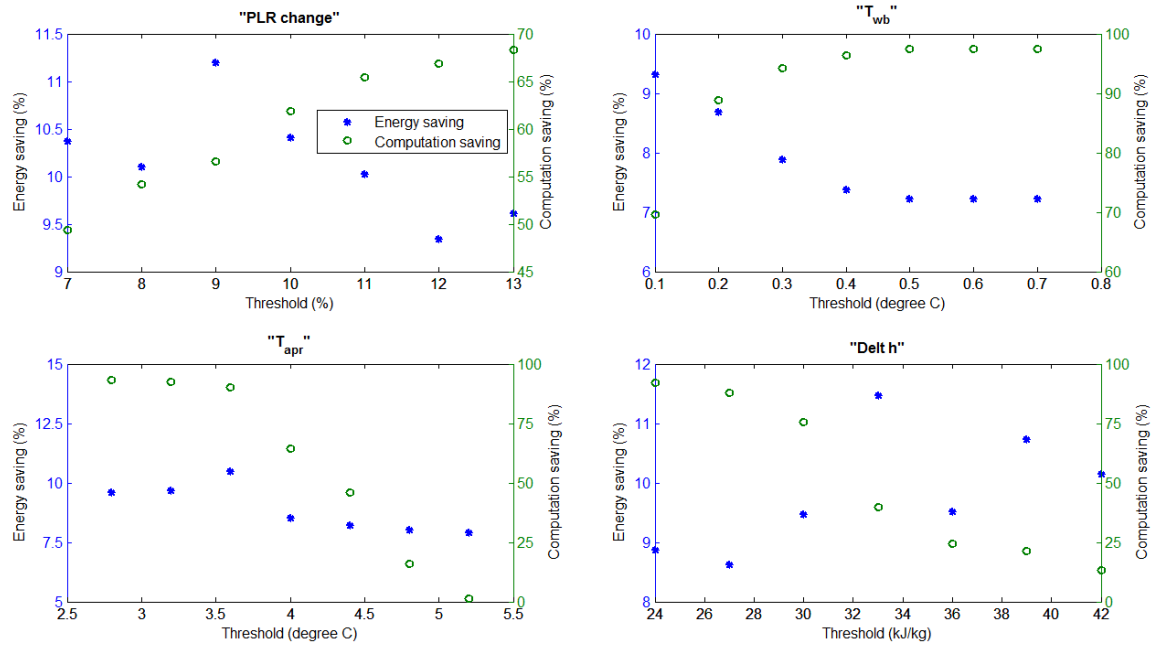 "PLR change"
11.5
11
10.5
10
9.5
9
Energy saving (%)
70
65
60
55
50
45
Computation saving (%)
Energy saving
Computation saving
7 8 9 10 11 12 13
Threshold (%)
"Twb"
10
9
8
7
6
Energy saving (%)
100
90
80
70
60
Computation saving (%)
0.1 0.2 0.3 0.4 0.5 0.6 0.7 0.8
Threshold (degree C)
"Tapr"
15
12.5
10
7.5
5
Energy saving (%)
100
75
50
25
0
Computation saving (%)
2.5 3 3.5 4 4.5 5 5.5
Threshold (degree C)
"Delt h"
12
11
10
9
8
Energy saving (%)
100
75
50
25
0
Computation saving (%)
24 26 28 30 32 34 36 38 40 42
Threshold (kJ/kg)